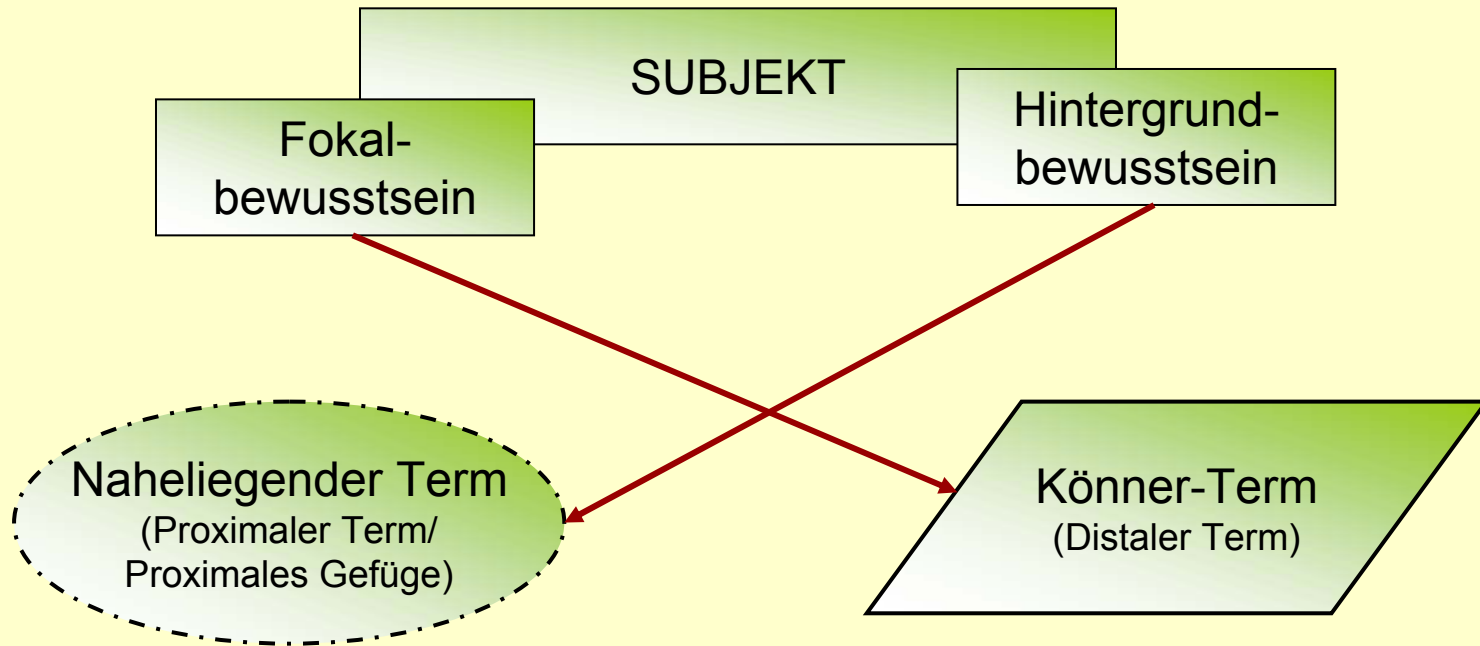 SUBJEKT
Fokal-
bewusstsein
Hintergrund-
bewusstsein
Naheliegender Term
(Proximaler Term/
Proximales Gefüge)
Könner-Term
(Distaler Term)